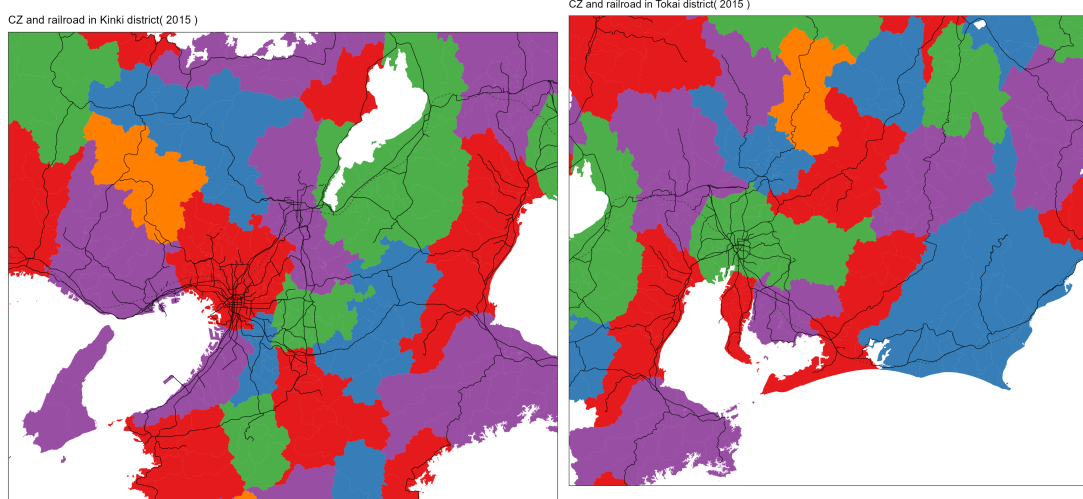 CZ and railroad in Kinki district( 2015 )
CZ and railroad in Tokai district( 2015 )